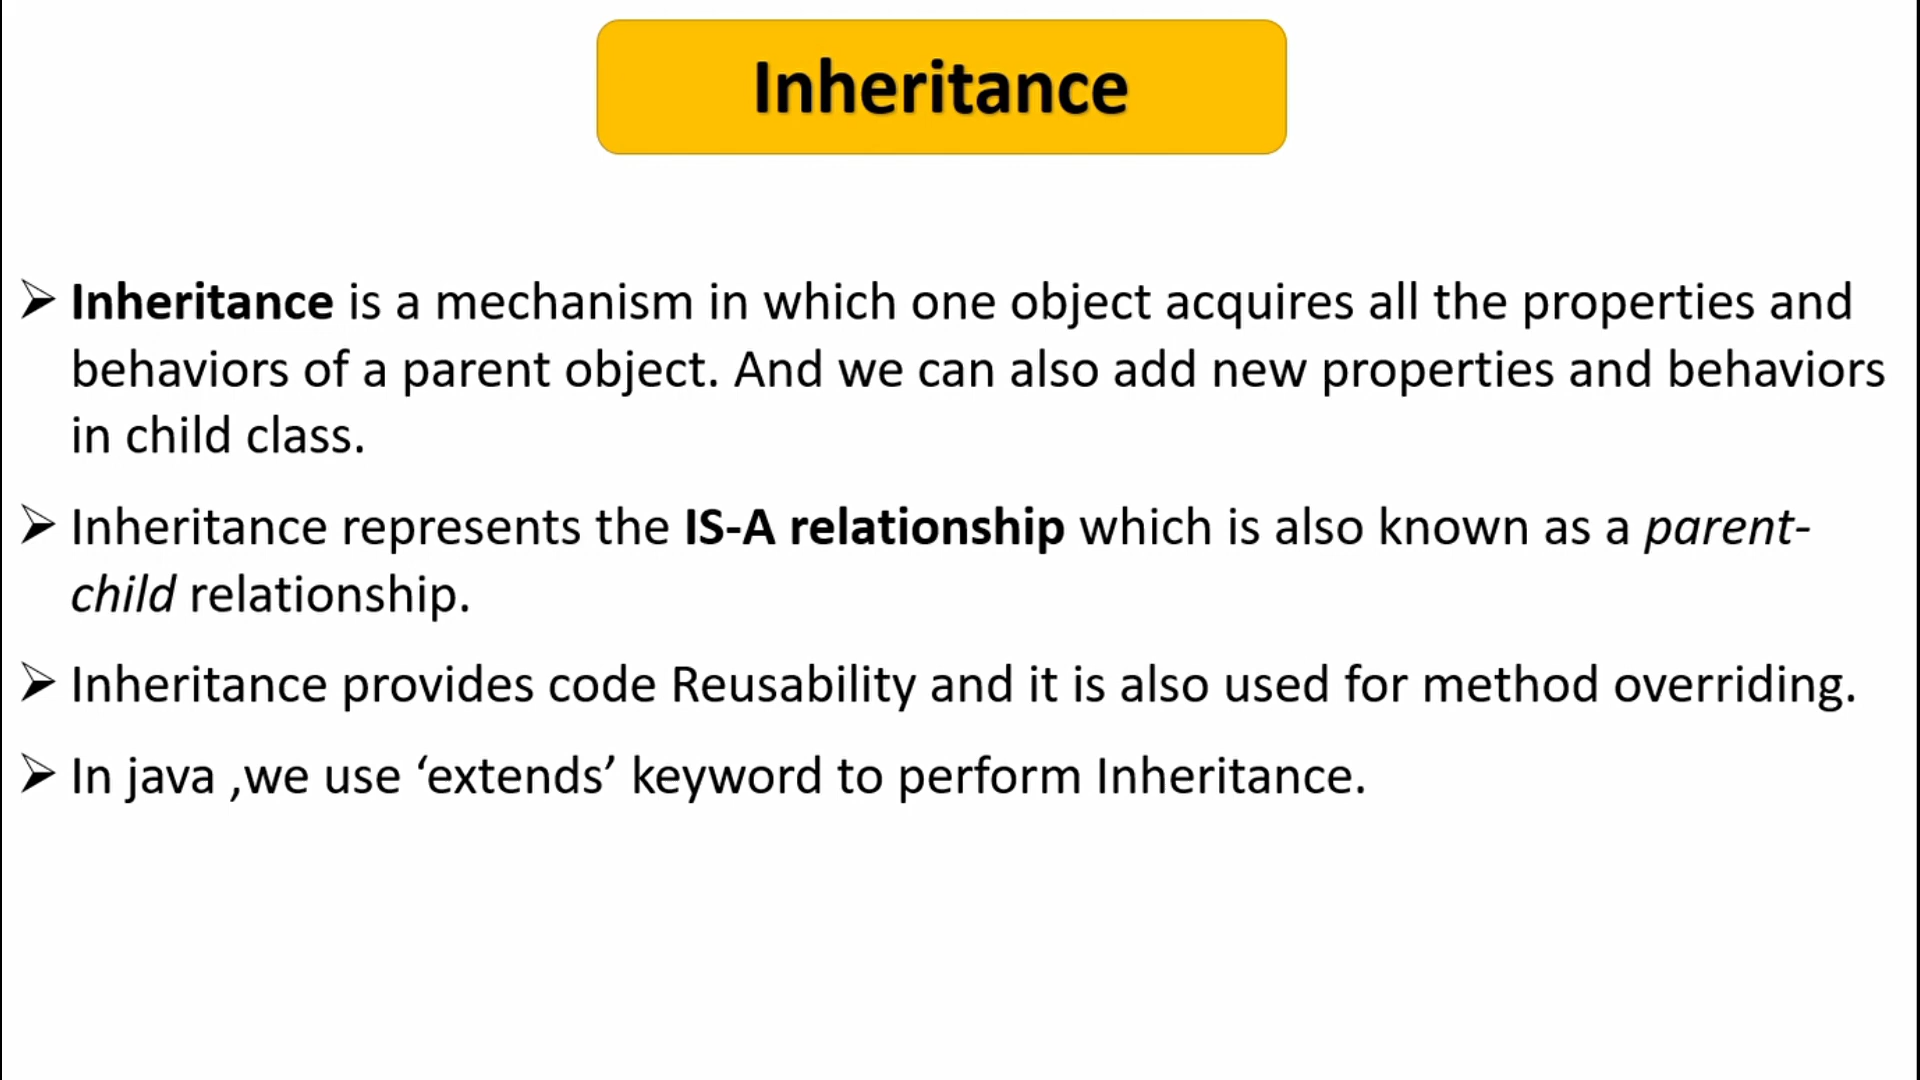 Inheritance
➢ Inheritance is a mechanism in which one object acquires all the properties and
behaviors of a parent object. And we can also add new properties and behaviors
in child class.
➢ Inheritance represents the IS-A relationship which is also known as a parent-
child relationship.
➢ Inheritance provides code Reusability and it is also used for method overriding.
➢ In java ,we use ‘extends’ keyword to perform Inheritance.